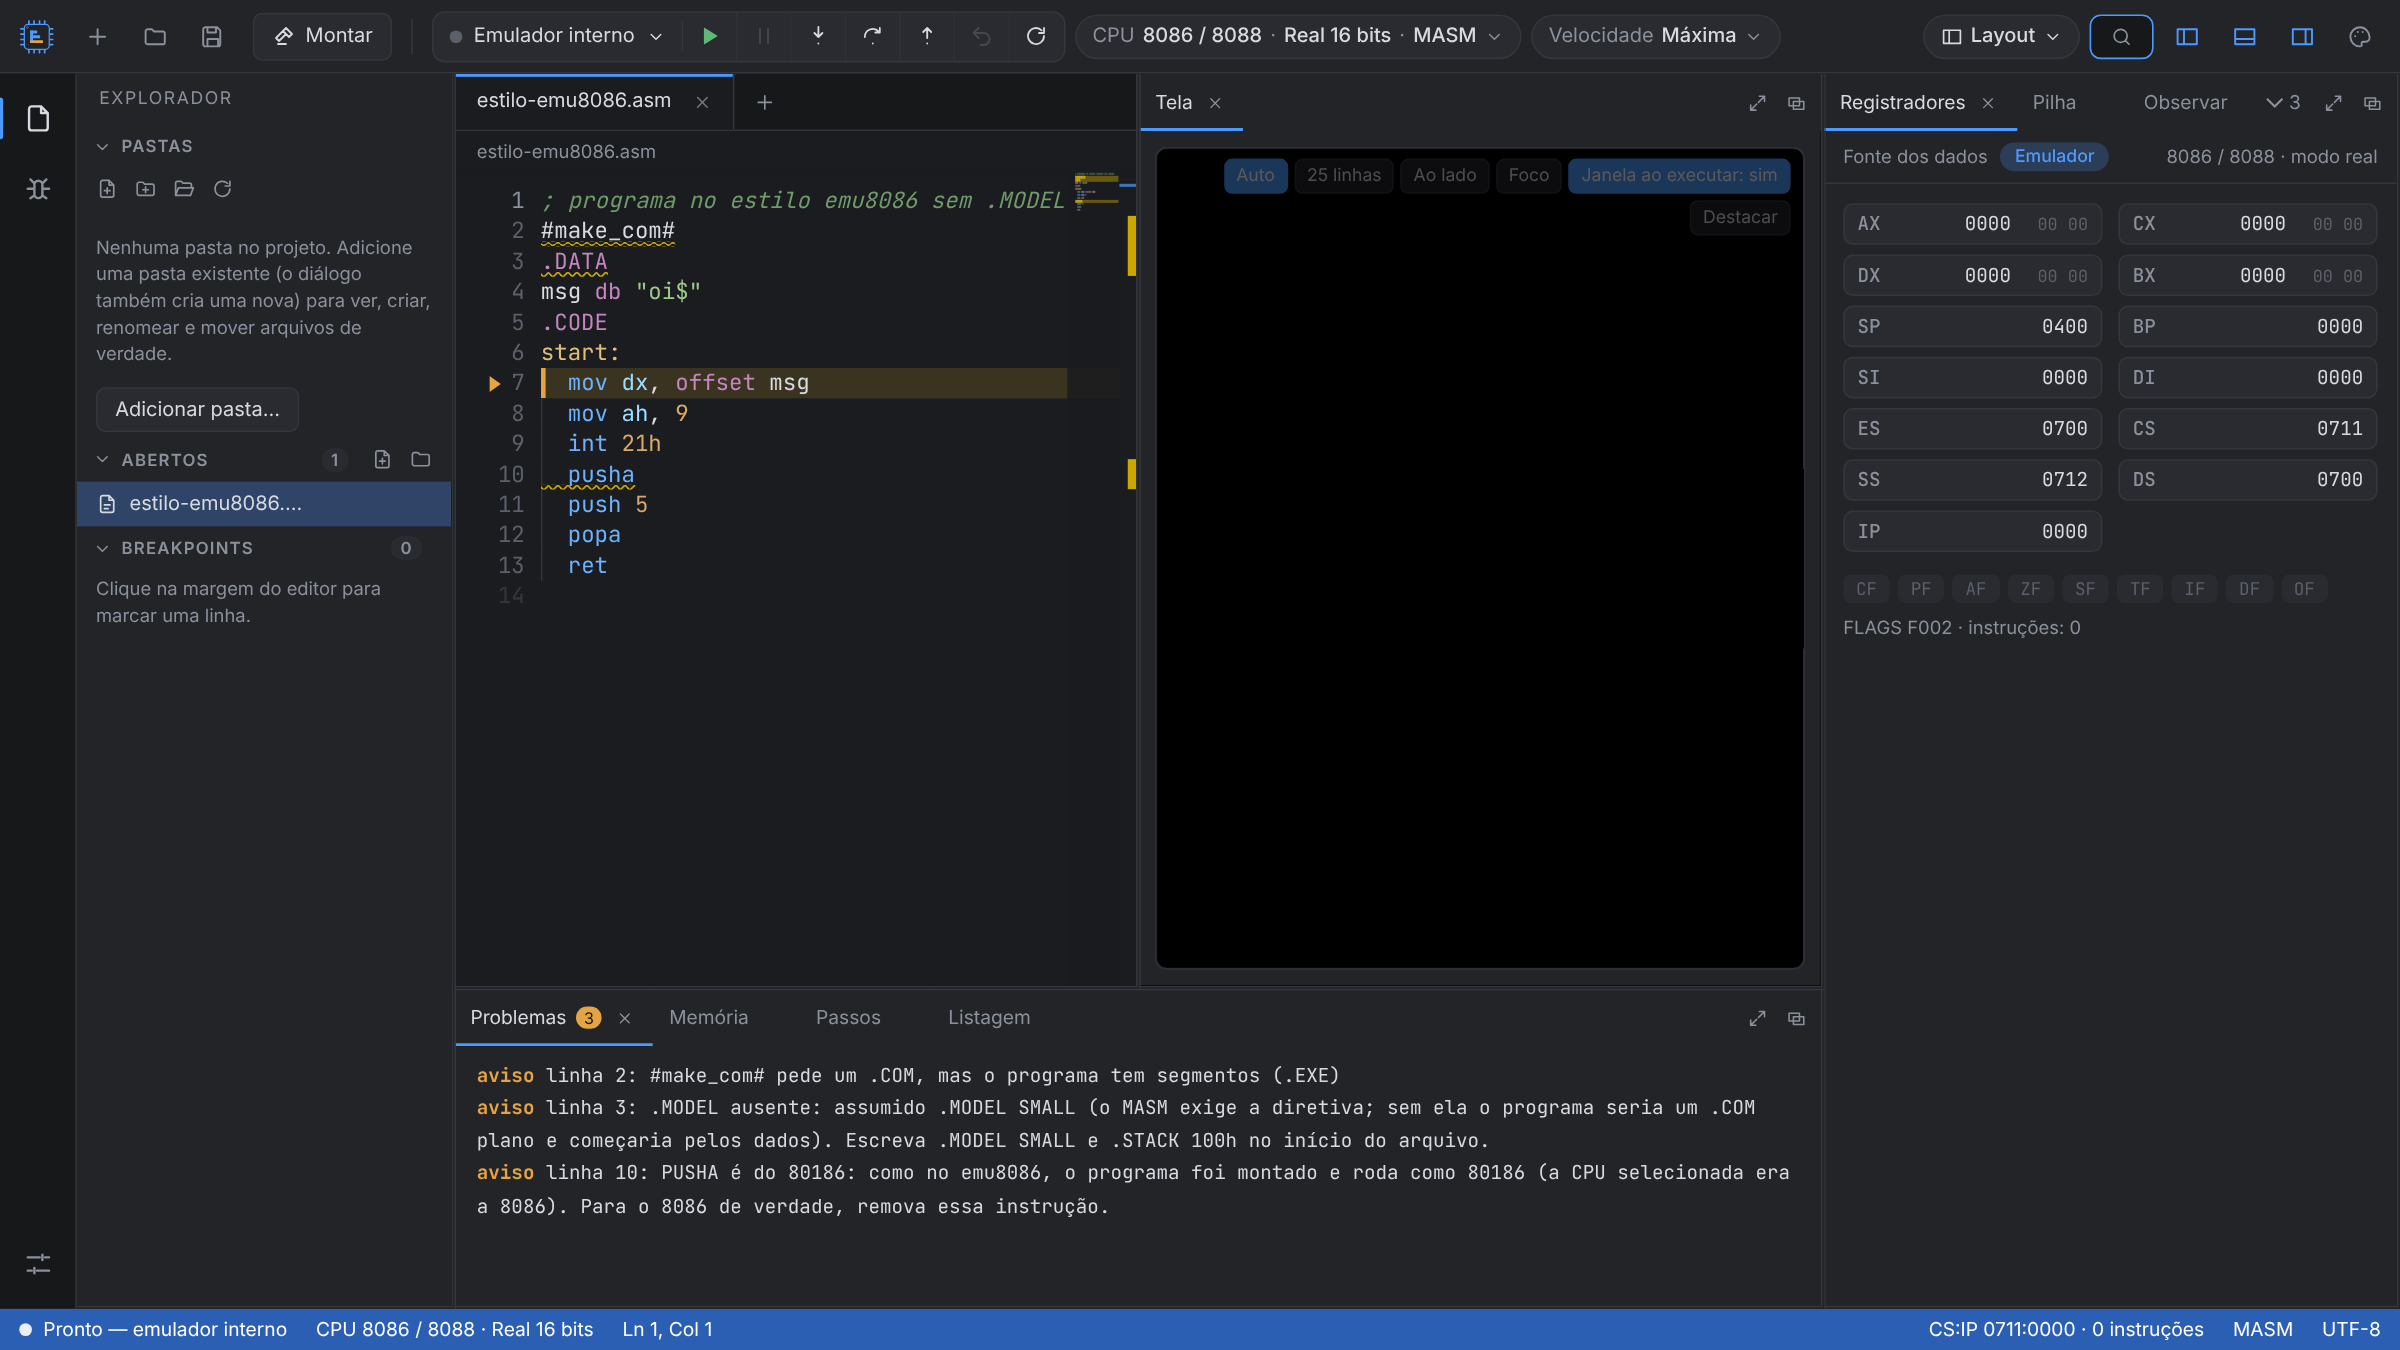 Montar
Emulador interno
CPU 8086 / 8088 · Real 16 bits · MASM
Velocidade Máxima
Layout
EXPLORADOR
PASTAS
Nenhuma pasta no projeto. Adicione
uma pasta existente (o diálogo
também cria uma nova) para ver, criar,
renomear e mover arquivos de
verdade.
Adicionar pasta...
ABERTOS 1
estilo-emu8086....
BREAKPOINTS 0
Clique na margem do editor para
marcar uma linha.
estilo-emu8086.asm
estilo-emu8086.asm
1 ; programa no estilo emu8086 sem .MODEL
2 #make_com#
3 .DATA
4 msg db "oi$"
5 .CODE
6 start:
7 mov dx, offset msg
8 mov ah, 9
9 int 21h
10 pusha
11 push 5
12 popa
13 ret
14
Tela
Auto 25 linhas Ao lado Foco Janela ao executar: sim
Destacar
Registradores Pilha Observar 3
Fonte dos dados Emulador 8086 / 8088 · modo real
AX 0000 00 00 CX 0000 00 00
DX 0000 00 00 BX 0000 00 00
SP 0400 BP 0000
SI 0000 DI 0000
ES 0700 CS 0711
SS 0712 DS 0700
IP 0000
CF PF AF ZF SF TF IF DF OF
FLAGS F002 · instruções: 0
Problemas 3 Memória Passos Listagem
aviso linha 2: #make_com# pede um .COM, mas o programa tem segmentos (.EXE)
aviso linha 3: .MODEL ausente: assumido .MODEL SMALL (o MASM exige a diretiva; sem ela o programa seria um .COM
plano e começaria pelos dados). Escreva .MODEL SMALL e .STACK 100h no início do arquivo.
aviso linha 10: PUSHA é do 80186: como no emu8086, o programa foi montado e roda como 80186 (a CPU selecionada era
a 8086). Para o 8086 de verdade, remova essa instrução.
Pronto — emulador interno CPU 8086 / 8088 · Real 16 bits Ln 1, Col 1 CS:IP 0711:0000 · 0 instruções MASM UTF-8